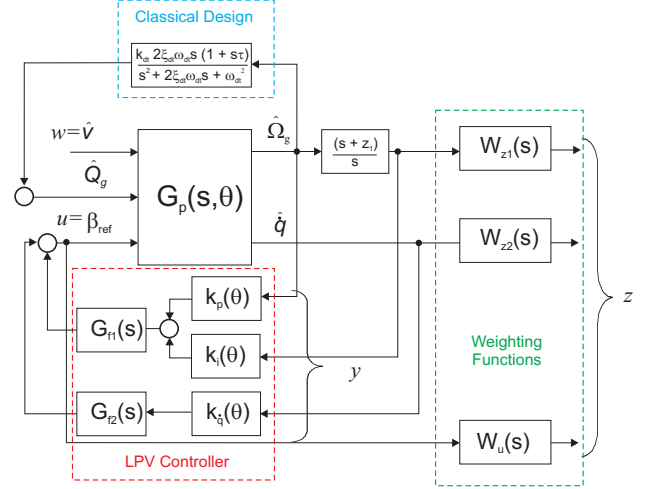 Classical Design
k_dt 2ξ_dt ω_dt s (1 + sτ)
s² + 2ξ_dt ω_dt s + ω_dt²
w = v̂
Ω̂_g
(s + z₁)
s
W_z1(s)
Q̂_g
G_p(s,θ)
u = β_ref
q̇̂
W_z2(s)
k_p(θ)
G_f1(s)
z
k_i(θ)
y
Weighting
Functions
G_f2(s)
k_q̇(θ)
W_u(s)
LPV Controller